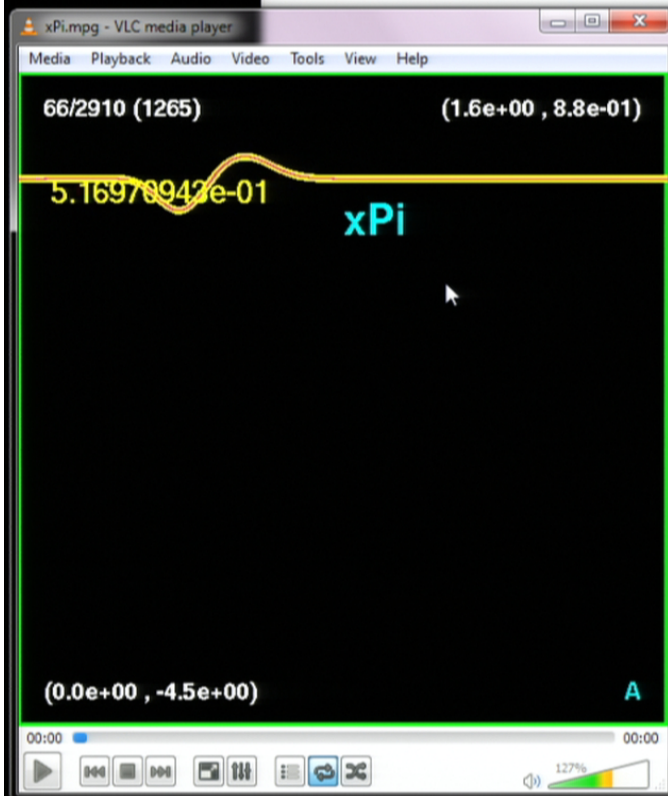 xPi.mpg - VLC media player
Media Playback Audio Video Tools View Help
66/2910 (1265) (1.6e+00 , 8.8e-01)
5.16970943e-01
xPi
(0.0e+00 , -4.5e+00) A
00:00 00:00
127%